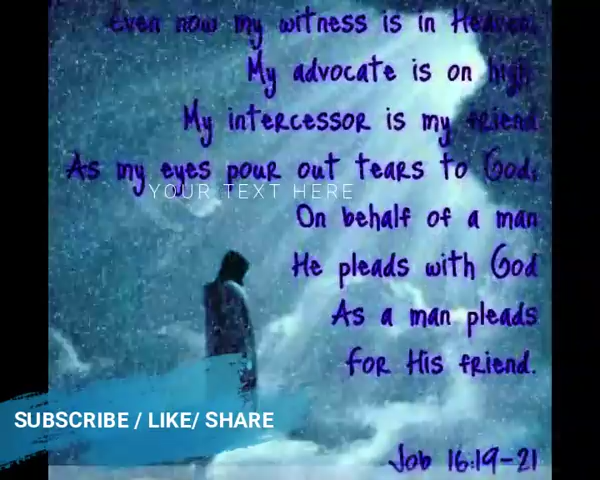 Even now my witness is in Heaven,
My advocate is on high.
My intercessor is my friend
As my eyes pour out tears to God;
YOUR TEXT HERE
On behalf of a man
He pleads with God
As a man pleads
for His friend.
SUBSCRIBE / LIKE/ SHARE
Job 16:19-21